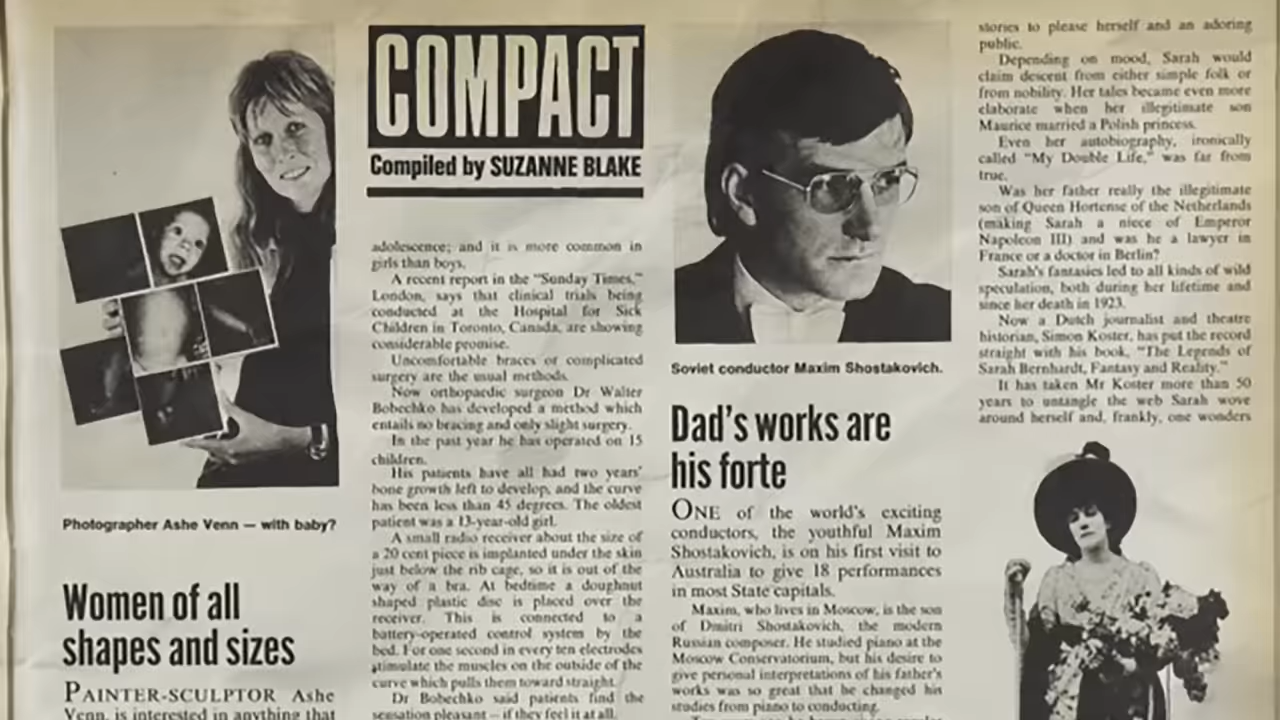 Photographer Ashe Venn — with baby?
Women of all
shapes and sizes
PAINTER-SCULPTOR Ashe
Venn, is interested in anything that
COMPACT
Compiled by SUZANNE BLAKE
adolescence; and it is more common in
girls than boys.
A recent report in the "Sunday Times,"
London, says that clinical trials being
conducted at the Hospital for Sick
Children in Toronto, Canada, are showing
considerable promise.
Uncomfortable braces or complicated
surgery are the usual methods.
Now orthopaedic surgeon Dr Walter
Bobechko has developed a method which
entails no bracing and only slight surgery.
In the past year he has operated on 15
children.
His patients have all had two years'
bone growth left to develop, and the curve
has been less than 45 degrees. The oldest
patient was a 13-year-old girl.
A small radio receiver about the size of
a 20 cent piece is implanted under the skin
just below the rib cage, so it is out of the
way of a bra. At bedtime a doughnut
shaped plastic disc is placed over the
receiver. This is connected to a
battery-operated control system by the
bed. For one second in every ten electrodes
stimulate the muscles on the outside of the
curve which pulls them toward straight.
Dr Bobechko said patients find the
sensation pleasant — if they feel it at all.
Soviet conductor Maxim Shostakovich.
Dad's works are
his forte
ONE of the world's exciting
conductors, the youthful Maxim
Shostakovich, is on his first visit to
Australia to give 18 performances
in most State capitals.
Maxim, who lives in Moscow, is the son
of Dmitri Shostakovich, the modern
Russian composer. He studied piano at the
Moscow Conservatorium, but his desire to
give personal interpretations of his father's
works was so great that he changed his
studies from piano to conducting.
stories to please herself and an adoring
public.
Depending on mood, Sarah would
claim descent from either simple folk or
from nobility. Her tales became even more
elaborate when her illegitimate son
Maurice married a Polish princess.
Even her autobiography, ironically
called "My Double Life," was far from
true.
Was her father really the illegitimate
son of Queen Hortense of the Netherlands
(making Sarah a niece of Emperor
Napoleon III) and was he a lawyer in
France or a doctor in Berlin?
Sarah's fantasies led to all kinds of wild
speculation, both during her lifetime and
since her death in 1923.
Now a Dutch journalist and theatre
historian, Simon Koster, has put the record
straight with his book, "The Legends of
Sarah Bernhardt, Fantasy and Reality."
It has taken Mr Koster more than 50
years to untangle the web Sarah wove
around herself and, frankly, one wonders